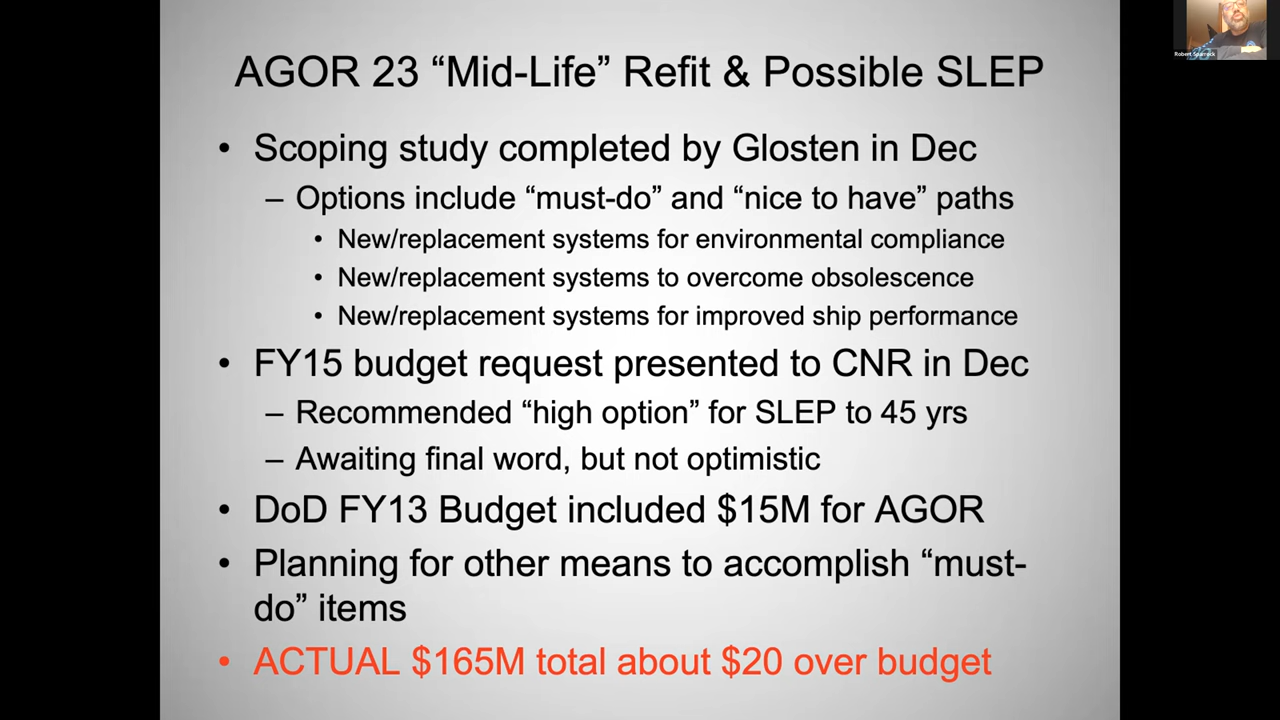 AGOR 23 “Mid-Life” Refit & Possible SLEP
• Scoping study completed by Glosten in Dec
– Options include “must-do” and “nice to have” paths
• New/replacement systems for environmental compliance
• New/replacement systems to overcome obsolescence
• New/replacement systems for improved ship performance
• FY15 budget request presented to CNR in Dec
– Recommended “high option” for SLEP to 45 yrs
– Awaiting final word, but not optimistic
• DoD FY13 Budget included $15M for AGOR
• Planning for other means to accomplish “must-
do” items
• ACTUAL $165M total about $20 over budget
Robert